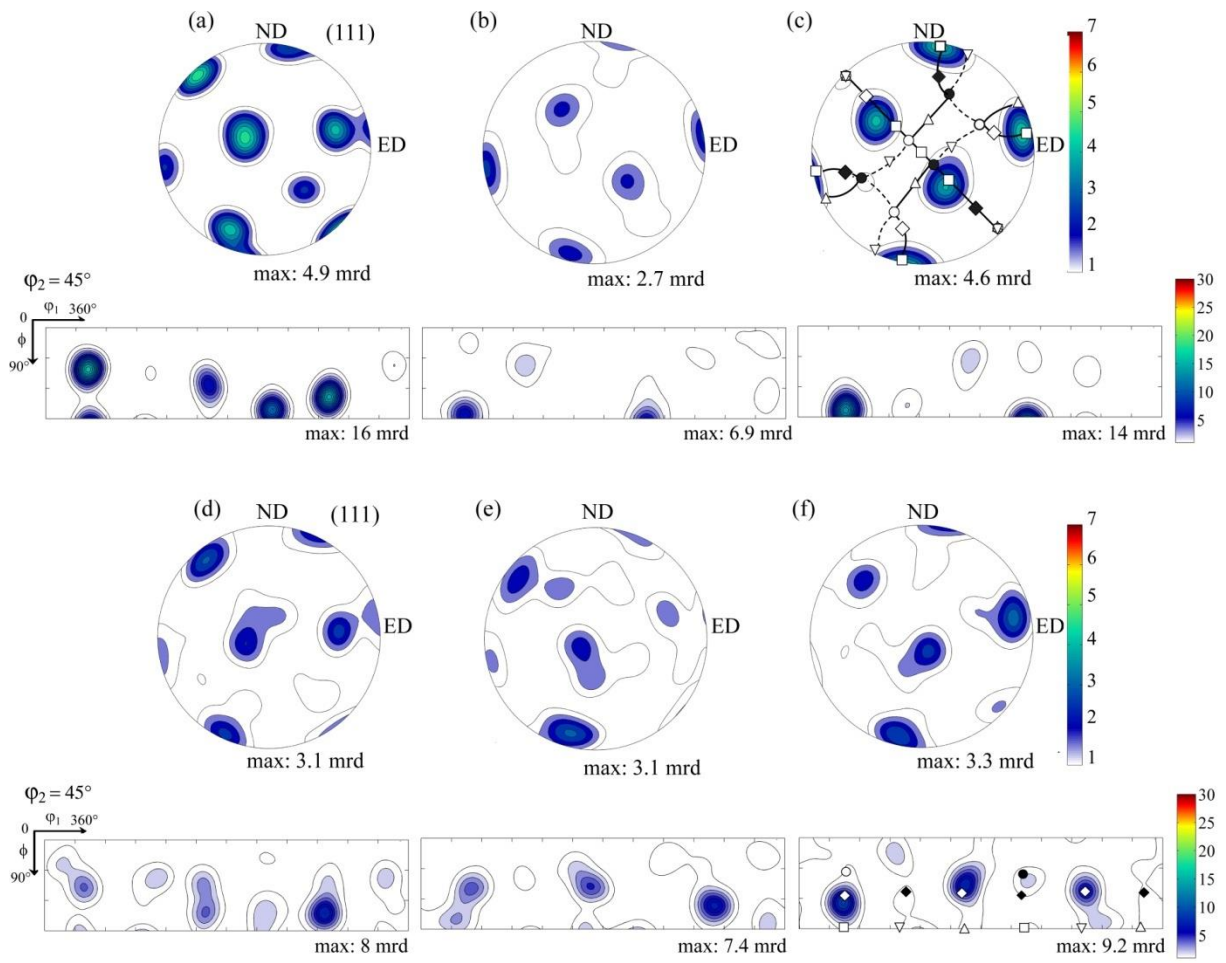 (a) ND (111)
(b) ND
(c) ND
7
6
5
4
3
2
1
ED
ED
ED
max: 4.9 mrd
max: 2.7 mrd
max: 4.6 mrd
φ2 = 45°
0 φ1 360°
ϕ
90°
30
25
20
15
10
5
max: 16 mrd
max: 6.9 mrd
max: 14 mrd
(d) ND (111)
(e) ND
(f) ND
7
6
5
4
3
2
1
ED
ED
ED
max: 3.1 mrd
max: 3.1 mrd
max: 3.3 mrd
φ2 = 45°
0 φ1 360°
ϕ
90°
30
25
20
15
10
5
max: 8 mrd
max: 7.4 mrd
max: 9.2 mrd